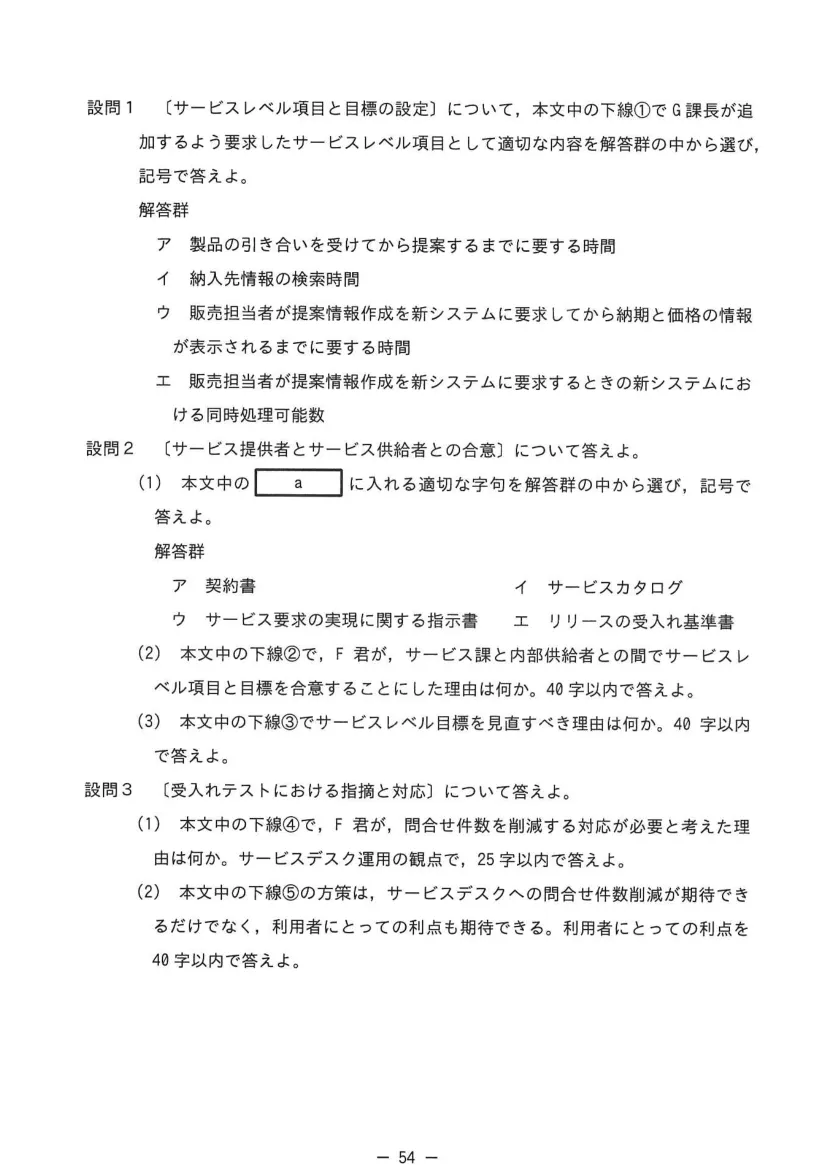 設問1 〔サービスレベル項目と目標の設定〕について，本文中の下線①でG課長が追
加するよう要求したサービスレベル項目として適切な内容を解答群の中から選び，
記号で答えよ。
解答群
ア 製品の引き合いを受けてから提案するまでに要する時間
イ 納入先情報の検索時間
ウ 販売担当者が提案情報作成を新システムに要求してから納期と価格の情報
が表示されるまでに要する時間
エ 販売担当者が提案情報作成を新システムに要求するときの新システムにお
ける同時処理可能数
設問2 〔サービス提供者とサービス供給者との合意〕について答えよ。
(1) 本文中の a に入れる適切な字句を解答群の中から選び，記号で
答えよ。
解答群
ア 契約書 イ サービスカタログ
ウ サービス要求の実現に関する指示書 エ リリースの受入れ基準書
(2) 本文中の下線②で，F 君が，サービス課と内部供給者との間でサービスレ
ベル項目と目標を合意することにした理由は何か。40 字以内で答えよ。
(3) 本文中の下線③でサービスレベル目標を見直すべき理由は何か。40 字以内
で答えよ。
設問3 〔受入れテストにおける指摘と対応〕について答えよ。
(1) 本文中の下線④で，F 君が，問合せ件数を削減する対応が必要と考えた理
由は何か。サービスデスク運用の観点で，25 字以内で答えよ。
(2) 本文中の下線⑤の方策は，サービスデスクへの問合せ件数削減が期待でき
るだけでなく，利用者にとっての利点も期待できる。利用者にとっての利点を
40 字以内で答えよ。
－ 54 －